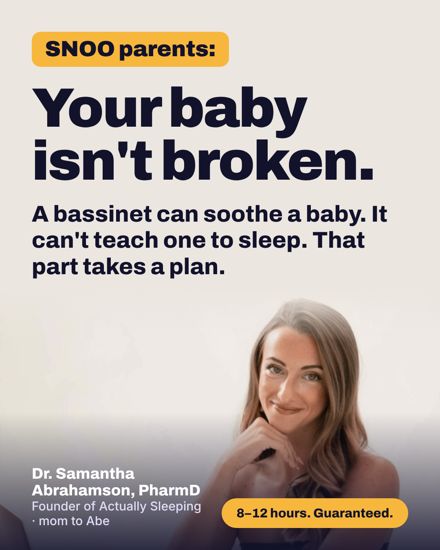 SNOO parents:
Your baby
isn't broken.
A bassinet can soothe a baby. It
can't teach one to sleep. That
part takes a plan.
Dr. Samantha
Abrahamson, PharmD
Founder of Actually Sleeping
· mom to Abe
8–12 hours. Guaranteed.